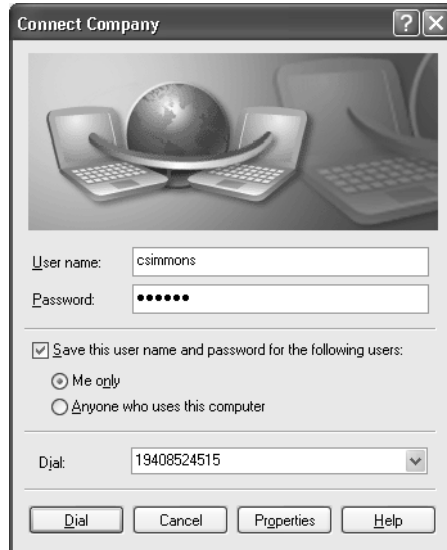 Connect Company
User name: csimmons
Password: ••••••
Save this user name and password for the following users:
Me only
Anyone who uses this computer
Dial: 19408524515
Dial Cancel Properties Help